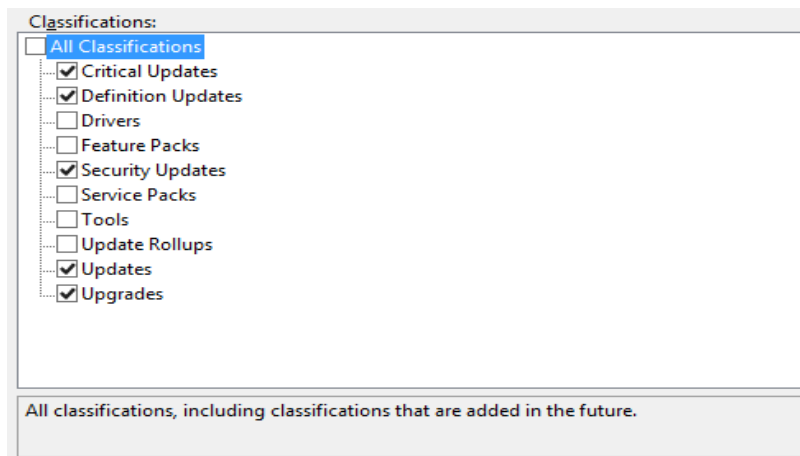 Classifications:
All Classifications
Critical Updates
Definition Updates
Drivers
Feature Packs
Security Updates
Service Packs
Tools
Update Rollups
Updates
Upgrades
All classifications, including classifications that are added in the future.